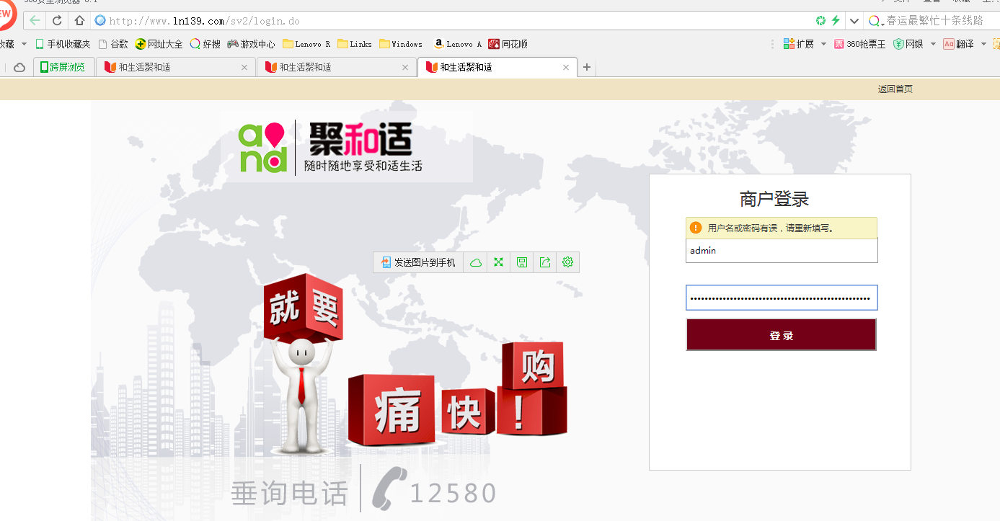 http://www.ln139.com/sv2/login.do
春运最繁忙十条线路
收藏 手机收藏夹 谷歌 网址大全 好搜 游戏中心 Lenovo R Links Windows Lenovo A 同花顺 扩展 360抢票王 网银 Aa 翻译
跨屏浏览 和生活聚和适 和生活聚和适 和生活聚和适
返回首页
and 聚和适
随时随地享受和适生活
商户登录
用户名或密码有误，请重新填写。
admin
发送图片到手机
登 录
就要
痛快购！
垂询电话 12580